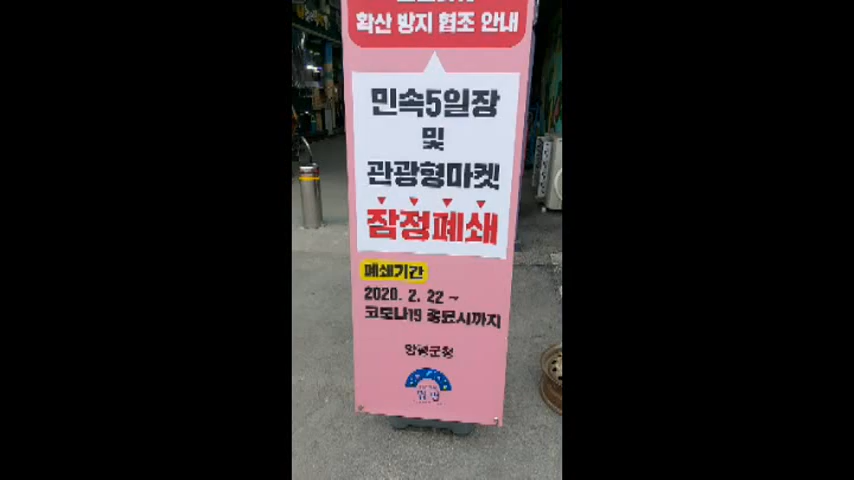 확산 방지 협조 안내
민속5일장
및
관광형마켓
잠정폐쇄
폐쇄기간
2020. 2. 22 ~
코로나19 종료시까지
양평군청